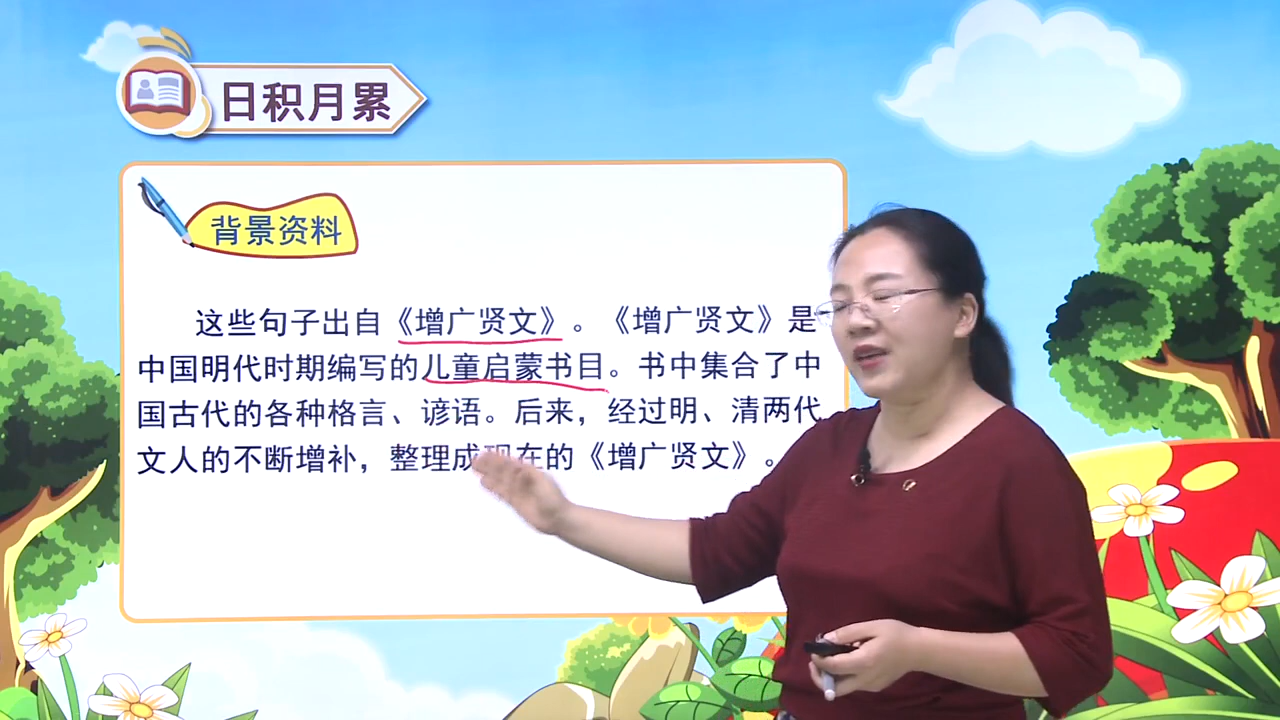 日积月累
背景资料
这些句子出自《增广贤文》。《增广贤文》是
中国明代时期编写的儿童启蒙书目。书中集合了中
国古代的各种格言、谚语。后来，经过明、清两代
文人的不断增补，整理成现在的《增广贤文》。